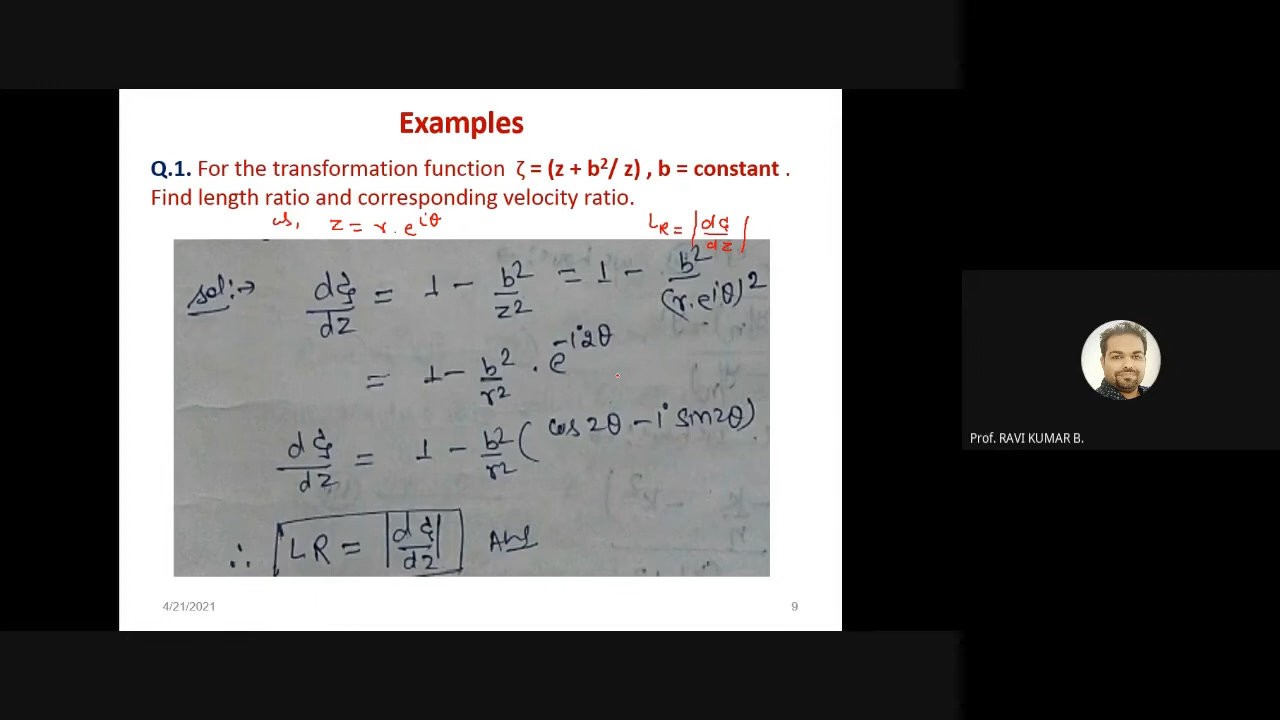 Examples
Q.1. For the transformation function ζ = (z + b²/ z) , b = constant .
Find length ratio and corresponding velocity ratio.
ws, z = r. e^{iθ} L_R = |dζ/dz|
Sol:→ dζ/dz = 1 - b²/z² = 1 - b²/(r.e^{iθ})²
= 1 - b²/r² . e^{-i2θ}
dζ/dz = 1 - b²/r² (cos2θ - i sin2θ)
∴ LR = |dζ/dz| Ans
4/21/2021 9
Prof. RAVI KUMAR B.